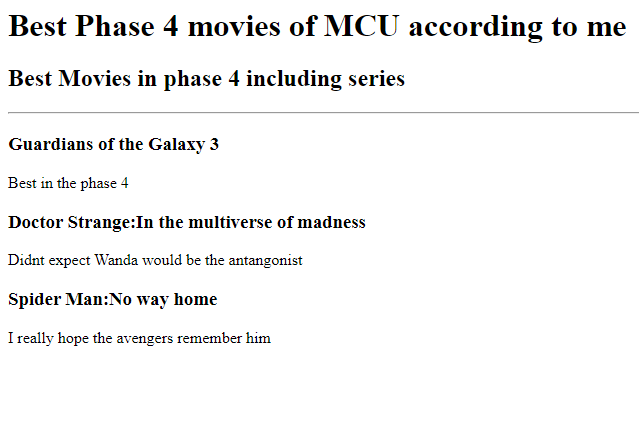 Best Phase 4 movies of MCU according to me
Best Movies in phase 4 including series
Guardians of the Galaxy 3
Best in the phase 4
Doctor Strange:In the multiverse of madness
Didnt expect Wanda would be the antangonist
Spider Man:No way home
I really hope the avengers remember him